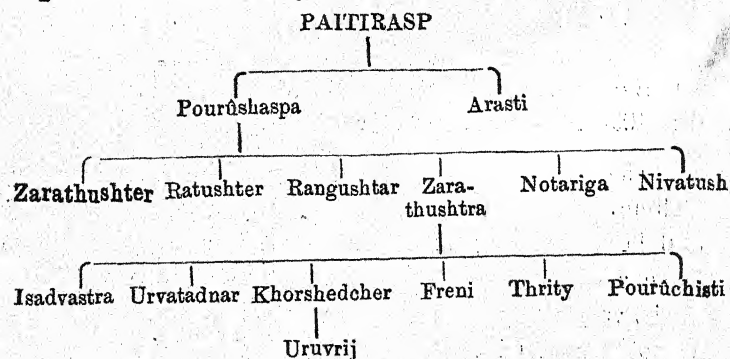 PAITIRASP
Pourûshaspa Arasti
Zarathushter Ratushter Rangushtar Zara-
thushtra Notariga Nivatush
Isadvastra Urvatadnar Khorshedcher Freni Thrity Pourûchisti
Uruvrij